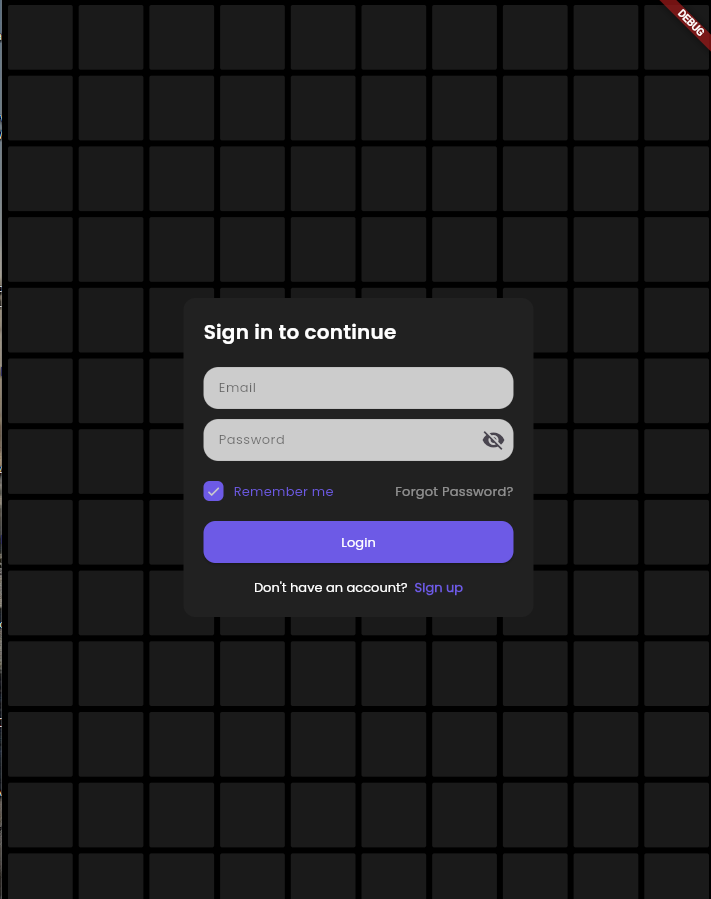 DEBUG
Sign in to continue
Email
Password
Remember me Forgot Password?
Login
Don't have an account? Sign up